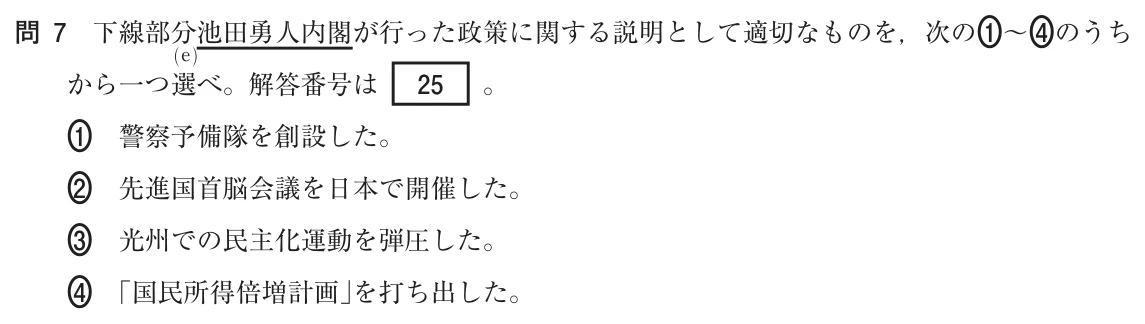 問 7 下線部分池田勇人内閣が行った政策に関する説明として適切なものを，次の①～④のうち
(e)
から一つ選べ。解答番号は 25 。
① 警察予備隊を創設した。
② 先進国首脳会議を日本で開催した。
③ 光州での民主化運動を弾圧した。
④ 「国民所得倍増計画」を打ち出した。